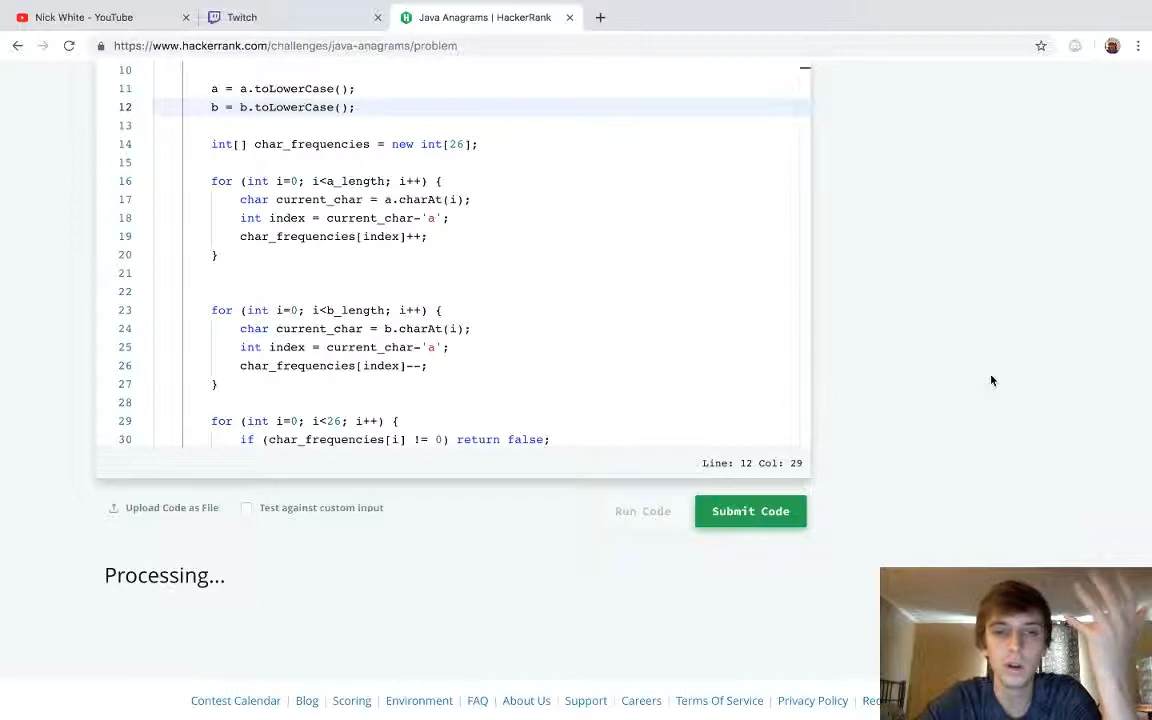 Nick White - YouTube
Twitch
Java Anagrams | HackerRank
https://www.hackerrank.com/challenges/java-anagrams/problem
10
11 a = a.toLowerCase();
12 b = b.toLowerCase();
13
14 int[] char_frequencies = new int[26];
15
16 for (int i=0; i<a_length; i++) {
17 char current_char = a.charAt(i);
18 int index = current_char-'a';
19 char_frequencies[index]++;
20 }
21
22
23 for (int i=0; i<b_length; i++) {
24 char current_char = b.charAt(i);
25 int index = current_char-'a';
26 char_frequencies[index]--;
27 }
28
29 for (int i=0; i<26; i++) {
30 if (char_frequencies[i] != 0) return false;
Line: 12 Col: 29
Upload Code as File Test against custom input Run Code Submit Code
Processing...
Contest Calendar | Blog | Scoring | Environment | FAQ | About Us | Support | Careers | Terms Of Service | Privacy Policy |